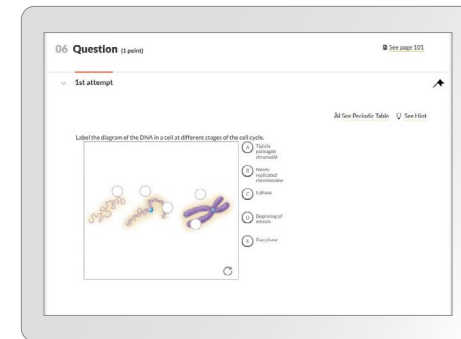 06 Question (1 point)
See page 101
1st attempt
See Periodic Table
See Hint
Label the diagram of the DNA in a cell at different stages of the cell cycle.
A Tightly
packaged
chromatid
B Newly
replicated
chromosome
C S phase
D Beginning of
mitosis
phase